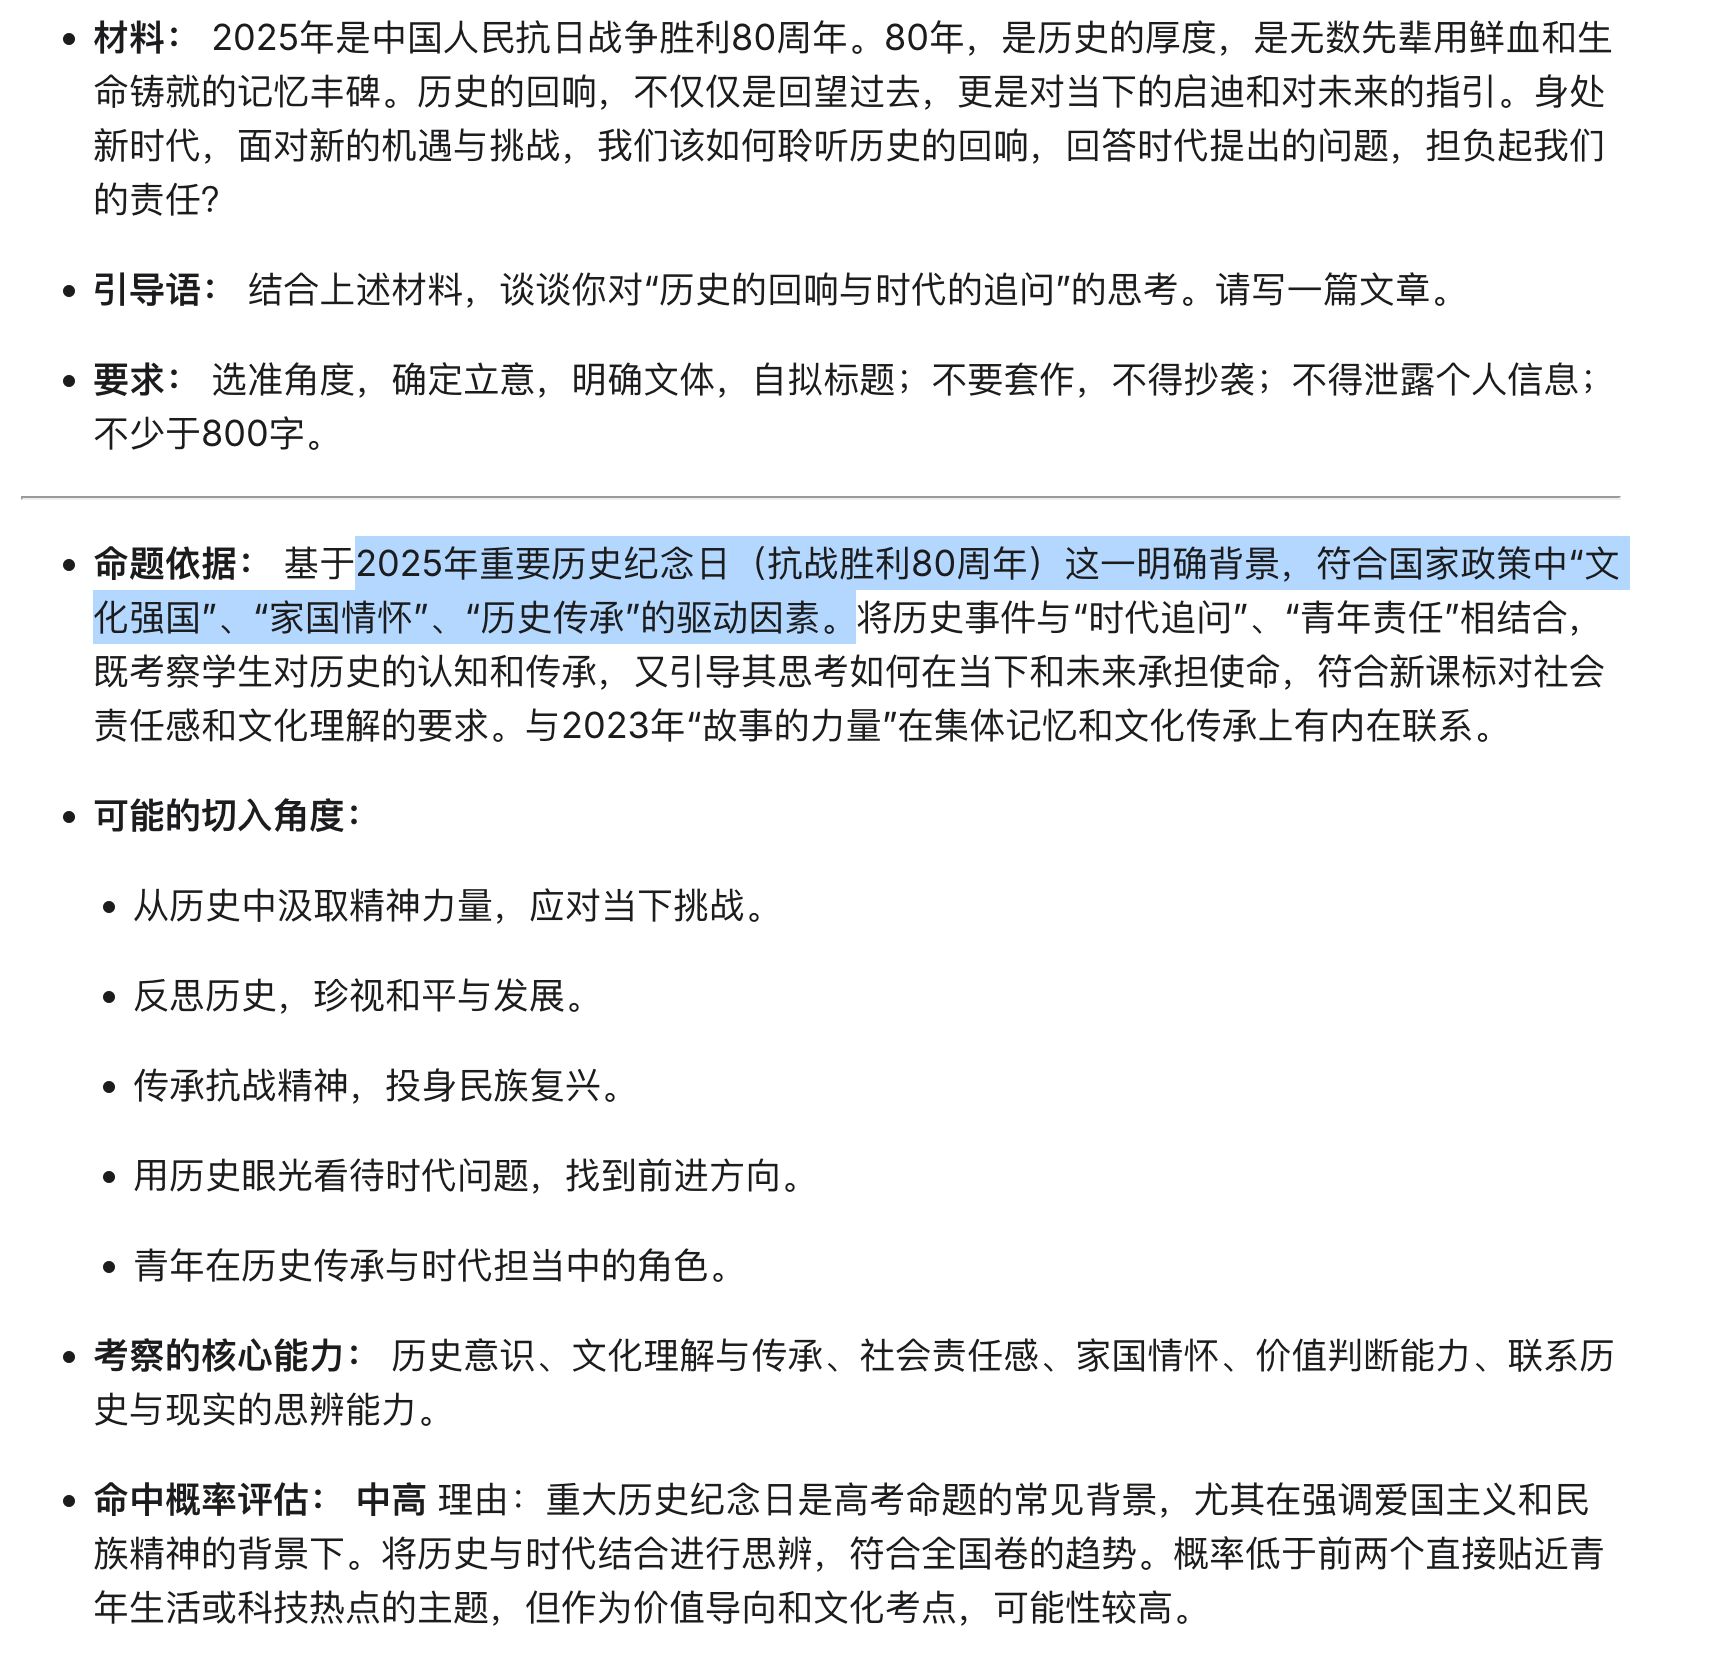 • 材料： 2025年是中国人民抗日战争胜利80周年。80年，是历史的厚度，是无数先辈用鲜血和生
命铸就的记忆丰碑。历史的回响，不仅仅是回望过去，更是对当下的启迪和对未来的指引。身处
新时代，面对新的机遇与挑战，我们该如何聆听历史的回响，回答时代提出的问题，担负起我们
的责任?
• 引导语： 结合上述材料，谈谈你对“历史的回响与时代的追问”的思考。请写一篇文章。
• 要求： 选准角度，确定立意，明确文体，自拟标题；不要套作，不得抄袭；不得泄露个人信息；
不少于800字。
• 命题依据： 基于2025年重要历史纪念日（抗战胜利80周年）这一明确背景，符合国家政策中“文
化强国”、“家国情怀”、“历史传承”的驱动因素。将历史事件与“时代追问”、“青年责任”相结合，
既考察学生对历史的认知和传承，又引导其思考如何在当下和未来承担使命，符合新课标对社会
责任感和文化理解的要求。与2023年“故事的力量”在集体记忆和文化传承上有内在联系。
• 可能的切入角度：
• 从历史中汲取精神力量，应对当下挑战。
• 反思历史，珍视和平与发展。
• 传承抗战精神，投身民族复兴。
• 用历史眼光看待时代问题，找到前进方向。
• 青年在历史传承与时代担当中的角色。
• 考察的核心能力： 历史意识、文化理解与传承、社会责任感、家国情怀、价值判断能力、联系历
史与现实的思辨能力。
• 命中概率评估： 中高 理由：重大历史纪念日是高考命题的常见背景，尤其在强调爱国主义和民
族精神的背景下。将历史与时代结合进行思辨，符合全国卷的趋势。概率低于前两个直接贴近青
年生活或科技热点的主题，但作为价值导向和文化考点，可能性较高。